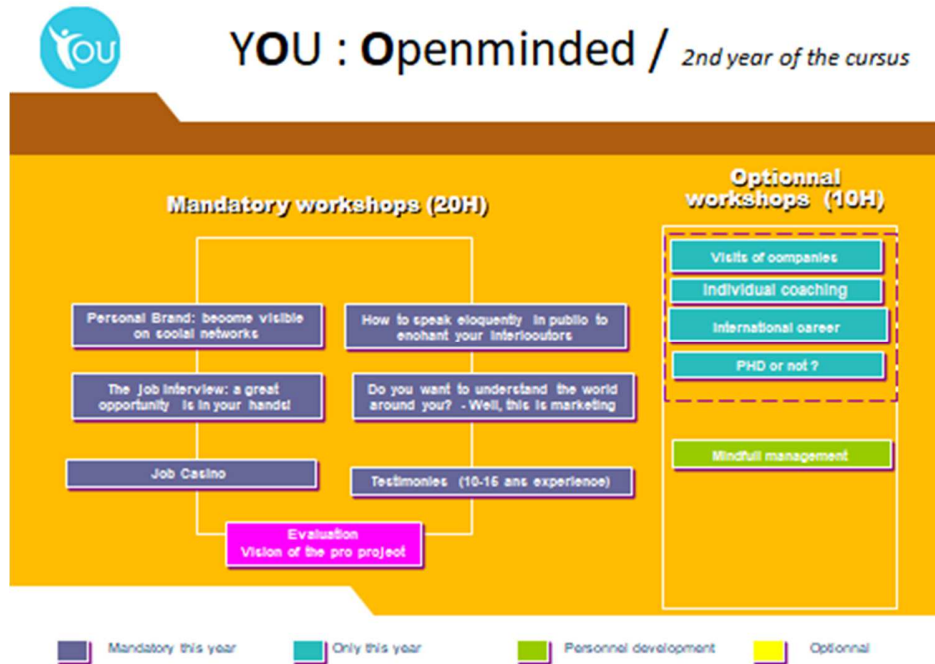 YOU
YOU : Openminded / 2nd year of the cursus
Mandatory workshops (20H)
Optionnal
workshops (10H)
Personal Brand: become visible
on social networks
How to speak eloquently in public to
enchant your interlocutors
The job interview: a great
opportunity is in your hands!
Do you want to understand the world
around you? - Well, this is marketing
Job Casino
Testimonies (10-15 ans experience)
Evaluation
Vision of the pro project
Visits of companies
Individual coaching
International career
PHD or not ?
Mindfull management
Mandatory this year
Only this year
Personnel development
Optionnal